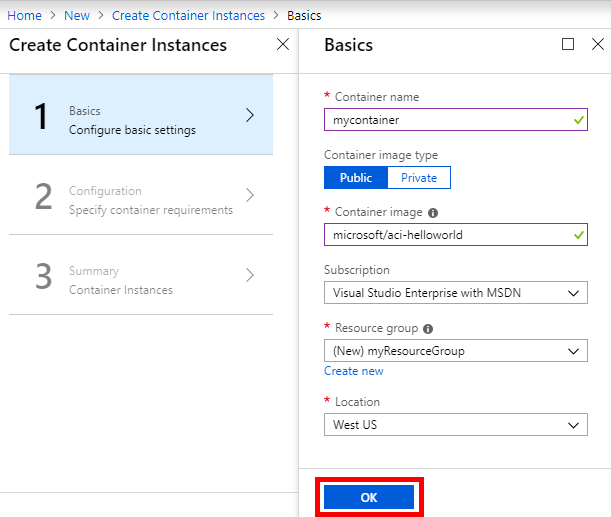 Home > New > Create Container Instances > Basics
Create Container Instances
1
Basics
Configure basic settings
2
Configuration
Specify container requirements
3
Summary
Container Instances
Basics
* Container name
mycontainer
Container image type
Public Private
* Container image
microsoft/aci-helloworld
Subscription
Visual Studio Enterprise with MSDN
* Resource group
(New) myResourceGroup
Create new
* Location
West US
OK